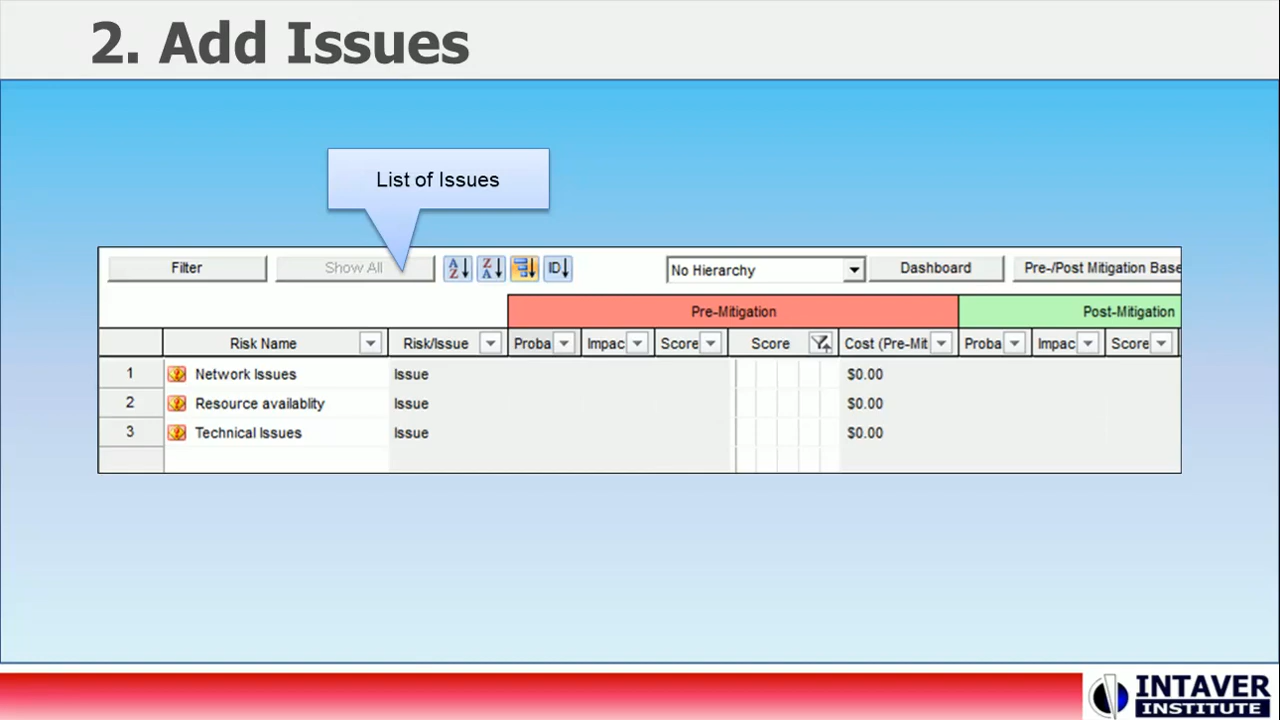 2. Add Issues
List of Issues
Filter Show All A Z Z A ID No Hierarchy Dashboard Pre-/Post Mitigation Base
Pre-Mitigation Post-Mitigation
Risk Name Risk/Issue Proba Impac Score Score Cost (Pre-Mit Proba Impac Score
1 Network Issues Issue $0.00
2 Resource availablity Issue $0.00
3 Technical Issues Issue $0.00
INTAVER
INSTITUTE